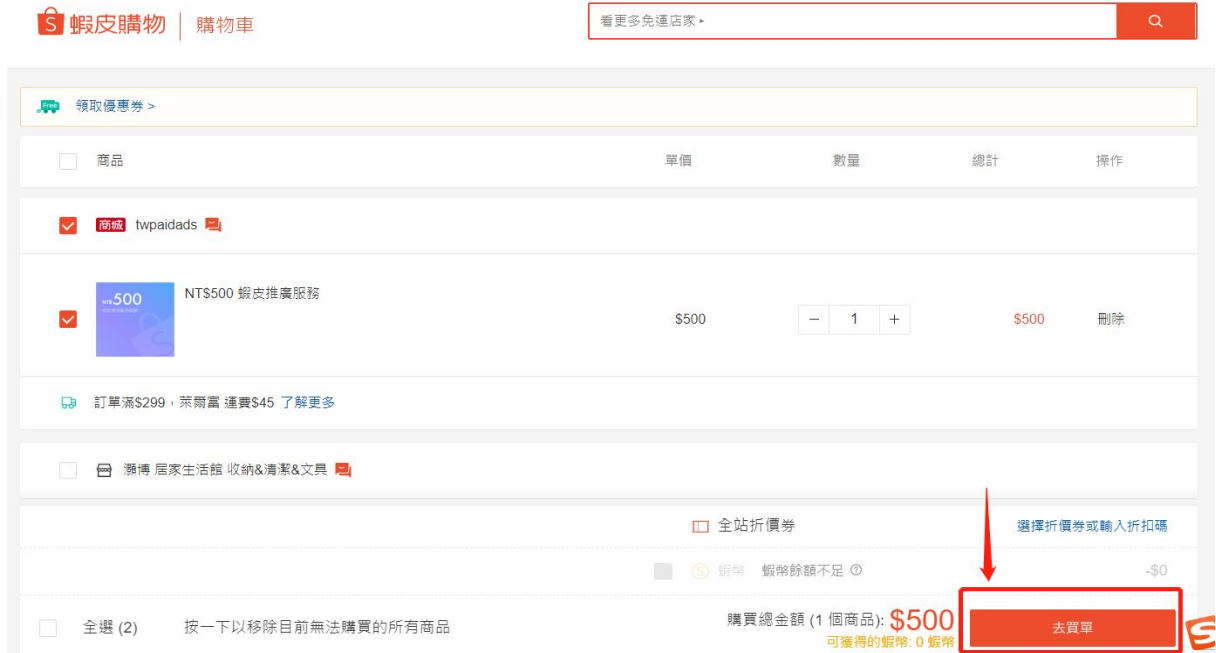 蝦皮購物 購物車
看更多免運店家
Free 領取優惠券 >
商品 單價 數量 總計 操作
商城 twpaidads
NT$500 蝦皮推廣服務
NT$ 500
$500 - 1 + $500 刪除
訂單滿$299，萊爾富 運費$45 了解更多
灝博 居家生活館 收納&清潔&文具
全站折價券 選擇折價券或輸入折扣碼
蝦幣 蝦幣餘額不足 -$0
全選 (2) 按一下以移除目前無法購買的所有商品 購買總金額 (1 個商品): $500 去買單
可獲得的蝦幣: 0 蝦幣